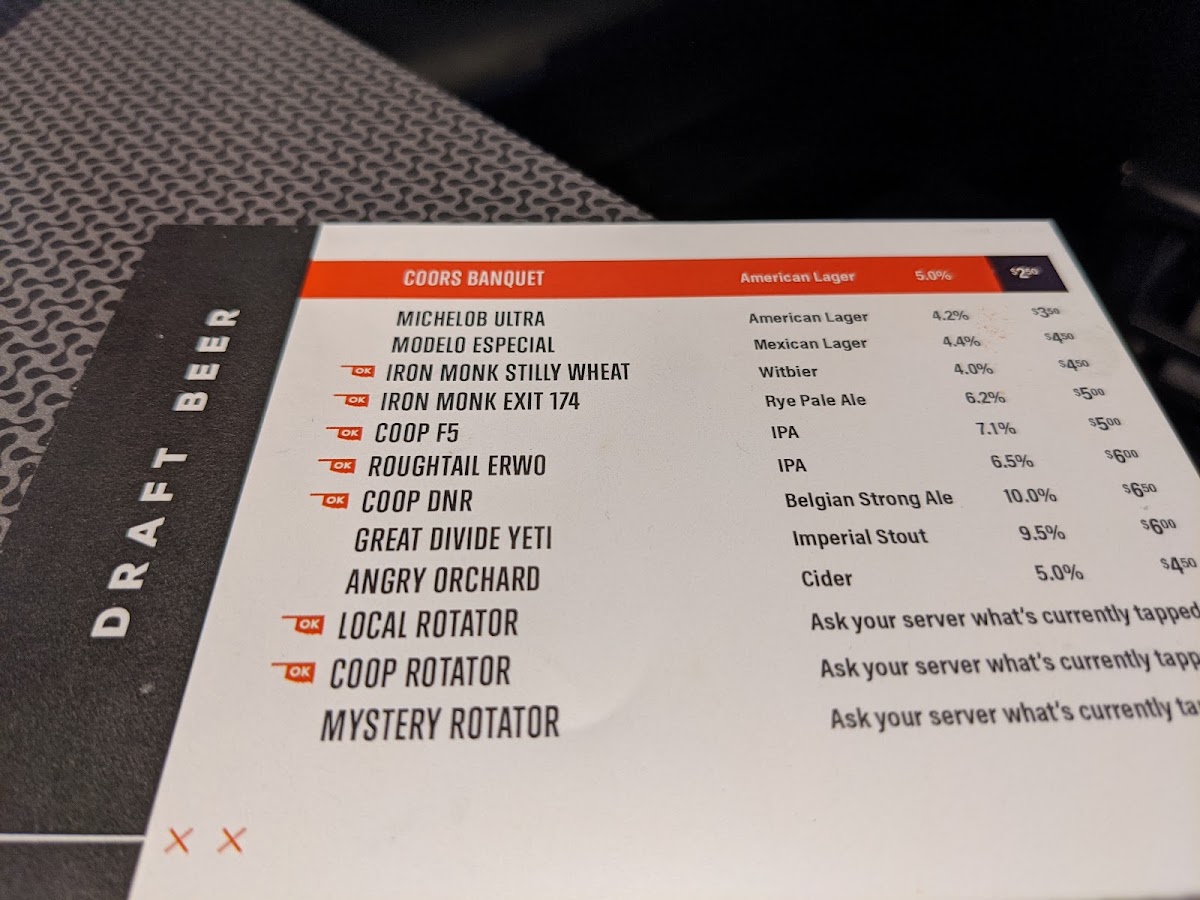 DRAFT BEER
COORS BANQUET American Lager 5.0% $2.50
MICHELOB ULTRA American Lager 4.2% $3.50
MODELO ESPECIAL Mexican Lager 4.4% $4.50
OK IRON MONK STILLY WHEAT Witbier 4.0% $4.50
OK IRON MONK EXIT 174 Rye Pale Ale 6.2% $5.00
OK COOP F5 IPA 7.1% $5.00
OK ROUGHTAIL ERWO IPA 6.5% $6.00
OK COOP DNR Belgian Strong Ale 10.0% $6.50
GREAT DIVIDE YETI Imperial Stout 9.5% $6.00
ANGRY ORCHARD Cider 5.0% $4.50
OK LOCAL ROTATOR Ask your server what's currently tapped
OK COOP ROTATOR Ask your server what's currently tapp
MYSTERY ROTATOR Ask your server what's currently ta
X X